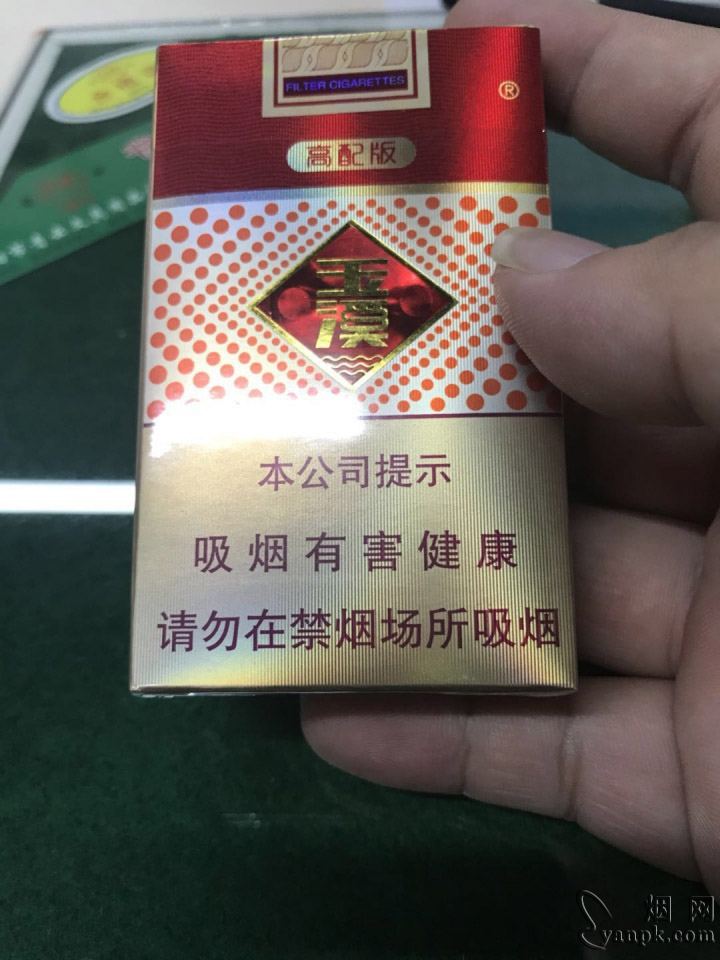 FILTER CIGARETTES
®
高配版
玉溪
本公司提示
吸烟有害健康
请勿在禁烟场所吸烟
烟网
yanpk.com